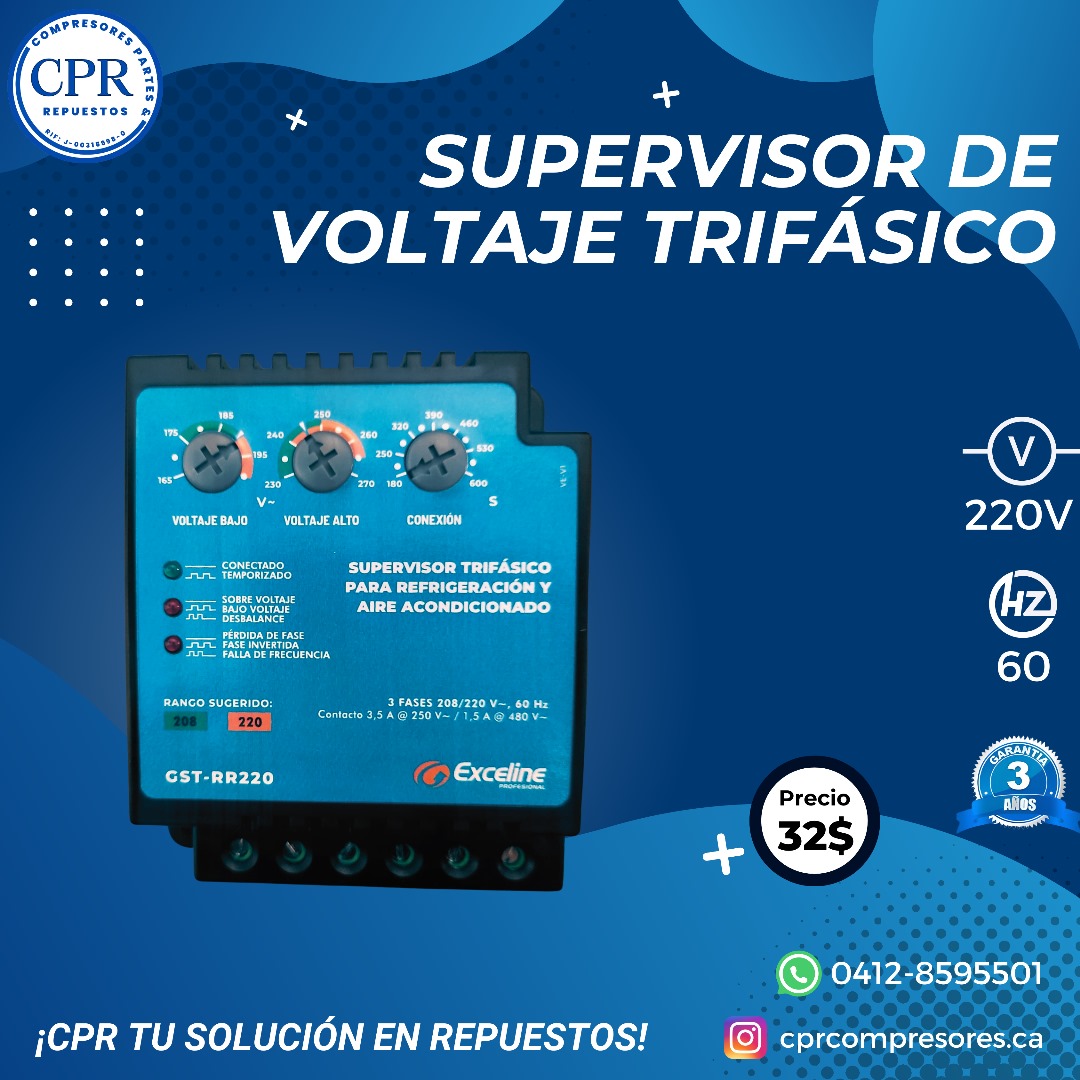 COMPRESORES PARTES &
CPR
REPUESTOS
RIF: J-00316998-0
SUPERVISOR DE
VOLTAJE TRIFÁSICO
185
175
195
165
V~
250
240
260
230
270
390
320
460
250
530
180
600
S
VOLTAJE BAJO
VOLTAJE ALTO
CONEXIÓN
CONECTADO
TEMPORIZADO
SOBRE VOLTAJE
BAJO VOLTAJE
DESBALANCE
PÉRDIDA DE FASE
FASE INVERTIDA
FALLA DE FRECUENCIA
SUPERVISOR TRIFÁSICO
PARA REFRIGERACIÓN Y
AIRE ACONDICIONADO
RANGO SUGERIDO:
208 220
3 FASES 208/220 V~, 60 Hz
Contacto 3,5 A @ 250 V~ / 1,5 A @ 480 V~
GST-RR220
Exceline
PROFESIONAL
V
220V
HZ
60
GARANTIA
3
AÑOS
Precio
32$
0412-8595501
cprcompresores.ca
¡CPR TU SOLUCIÓN EN REPUESTOS!